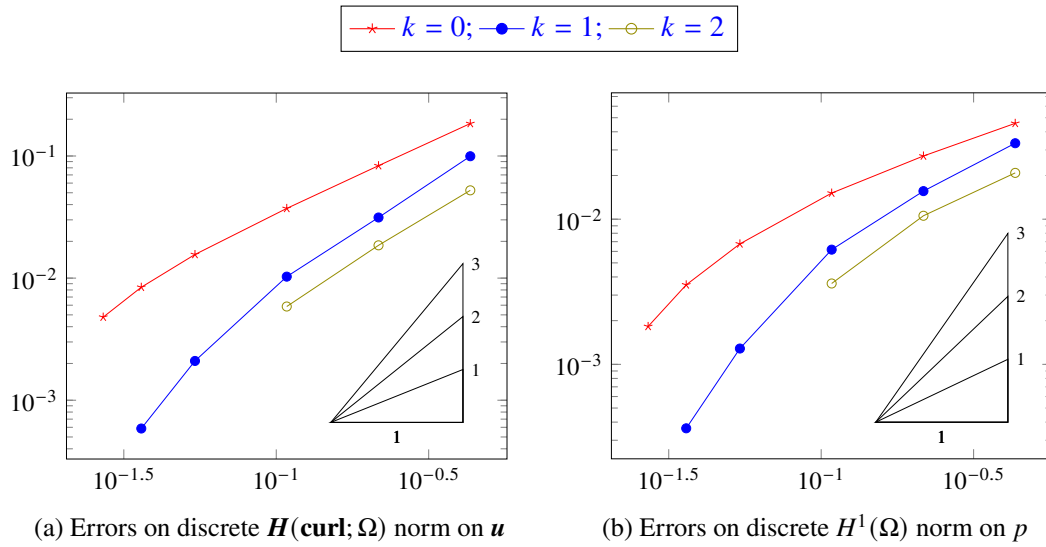 k = 0; k = 1; k = 2
10^−1
10^−2
10^−3
3
2
1
1
10^−1.5 10^−1 10^−0.5
(a) Errors on discrete H(curl; Ω) norm on u
10^−2
10^−3
3
2
1
1
10^−1.5 10^−1 10^−0.5
(b) Errors on discrete H^1(Ω) norm on p